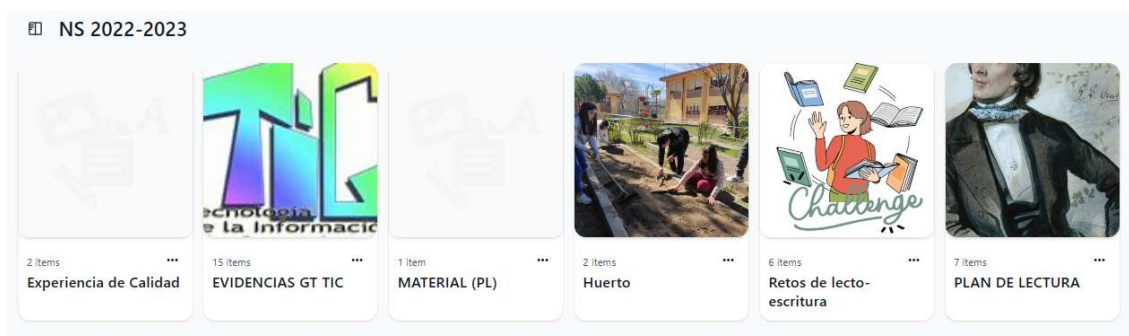 NS 2022-2023
TiC
ecnología
e la Informació
Challenge
2 items
Experiencia de Calidad
15 items
EVIDENCIAS GT TIC
1 item
MATERIAL (PL)
2 items
Huerto
6 items
Retos de lecto-
escritura
7 items
PLAN DE LECTURA